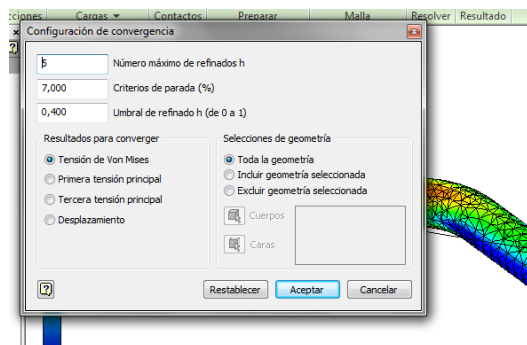 ciones Cargas Contactos Preparar Malla Resolver Resultado
Configuración de convergencia
Número máximo de refinados h
7,000 Criterios de parada (%)
0,400 Umbral de refinado h (de 0 a 1)
Resultados para converger
Tensión de Von Mises
Primera tensión principal
Tercera tensión principal
Desplazamiento
Selecciones de geometría
Toda la geometría
Incluir geometría seleccionada
Excluir geometría seleccionada
Cuerpos
Caras
Restablecer Aceptar Cancelar